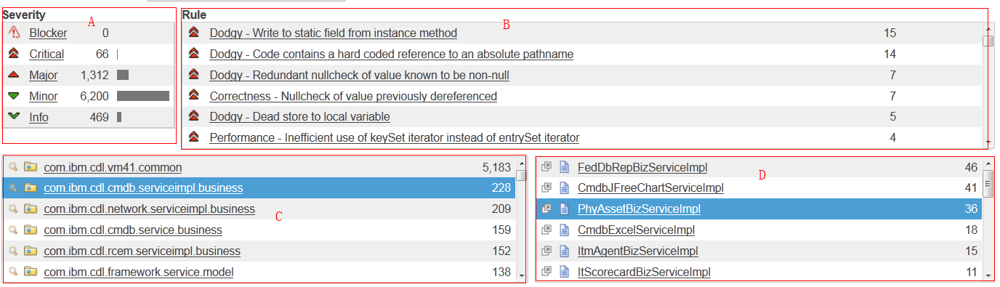 Severity
A
Blocker 0
Critical 66
Major 1,312
Minor 6,200
Info 469
Rule
B
Dodgy - Write to static field from instance method 15
Dodgy - Code contains a hard coded reference to an absolute pathname 14
Dodgy - Redundant nullcheck of value known to be non-null 7
Correctness - Nullcheck of value previously dereferenced 7
Dodgy - Dead store to local variable 5
Performance - Inefficient use of keySet iterator instead of entrySet iterator 4
com.ibm.cdl.vm41.common 5,183
com.ibm.cdl.cmdb.serviceimpl.business 228
com.ibm.cdl.network.serviceimpl.business 209
C
com.ibm.cdl.cmdb.service.business 159
com.ibm.cdl.rcem.serviceimpl.business 152
com.ibm.cdl.framework.service.model 138
FedDbRepBizServiceImpl 46
D
CmdbJFreeChartServiceImpl 41
PhyAssetBizServiceImpl 36
CmdbExcelServiceImpl 18
ItmAgentBizServiceImpl 15
ItScorecardBizServiceImpl 11